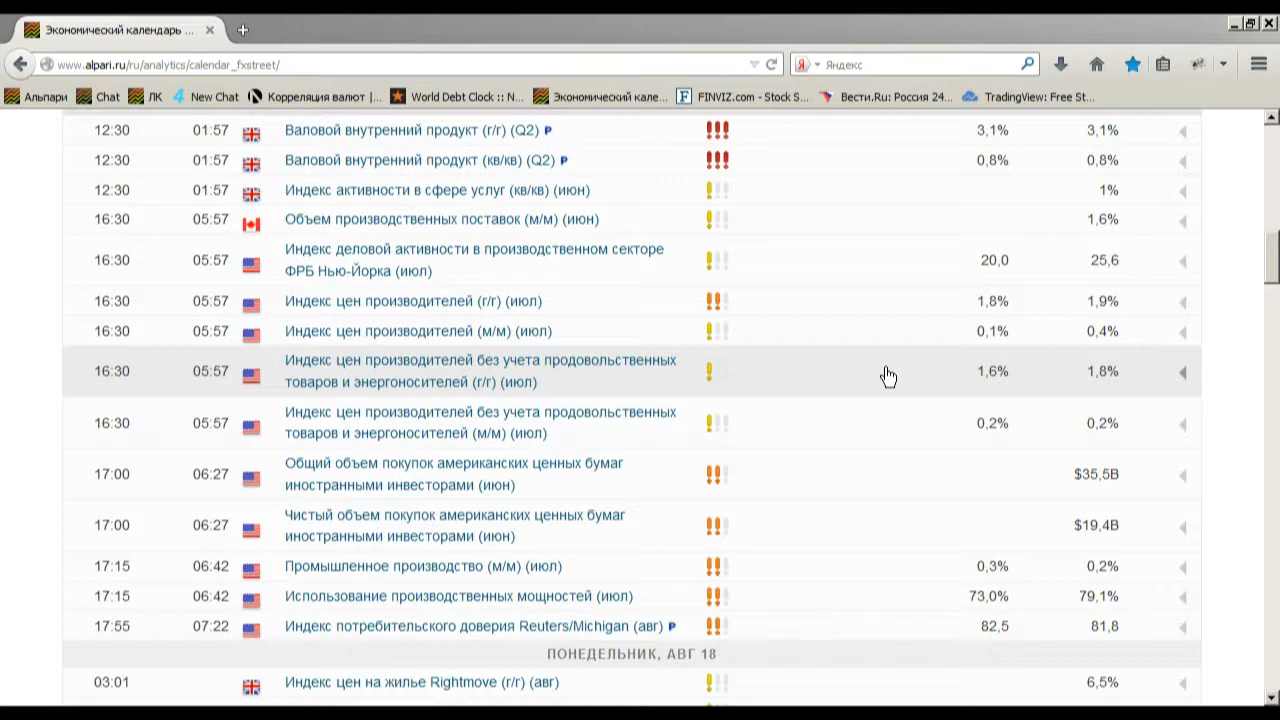 Экономический календарь ...
www.alpari.ru/ru/analytics/calendar_fxstreet/
Яндекс
Альпари Chat ЛК New Chat Корреляция валют |... World Debt Clock :: N... Экономический кале... FINVIZ.com - Stock S... Вести.Ru: Россия 24... TradingView: Free St...
12:30 01:57 Валовой внутренний продукт (г/г) (Q2) P 3,1% 3,1%
12:30 01:57 Валовой внутренний продукт (кв/кв) (Q2) P 0,8% 0,8%
12:30 01:57 Индекс активности в сфере услуг (кв/кв) (июн) 1%
16:30 05:57 Объем производственных поставок (м/м) (июн) 1,6%
16:30 05:57 Индекс деловой активности в производственном секторе
ФРБ Нью-Йорка (июл) 20,0 25,6
16:30 05:57 Индекс цен производителей (г/г) (июл) 1,8% 1,9%
16:30 05:57 Индекс цен производителей (м/м) (июл) 0,1% 0,4%
16:30 05:57 Индекс цен производителей без учета продовольственных
товаров и энергоносителей (г/г) (июл) 1,6% 1,8%
16:30 05:57 Индекс цен производителей без учета продовольственных
товаров и энергоносителей (м/м) (июл) 0,2% 0,2%
17:00 06:27 Общий объем покупок американских ценных бумаг
иностранными инвесторами (июн) $35,5B
17:00 06:27 Чистый объем покупок американских ценных бумаг
иностранными инвесторами (июн) $19,4B
17:15 06:42 Промышленное производство (м/м) (июл) 0,3% 0,2%
17:15 06:42 Использование производственных мощностей (июл) 73,0% 79,1%
17:55 07:22 Индекс потребительского доверия Reuters/Michigan (авг) P 82,5 81,8
ПОНЕДЕЛЬНИК, АВГ 18
03:01 Индекс цен на жилье Rightmove (г/г) (авг) 6,5%